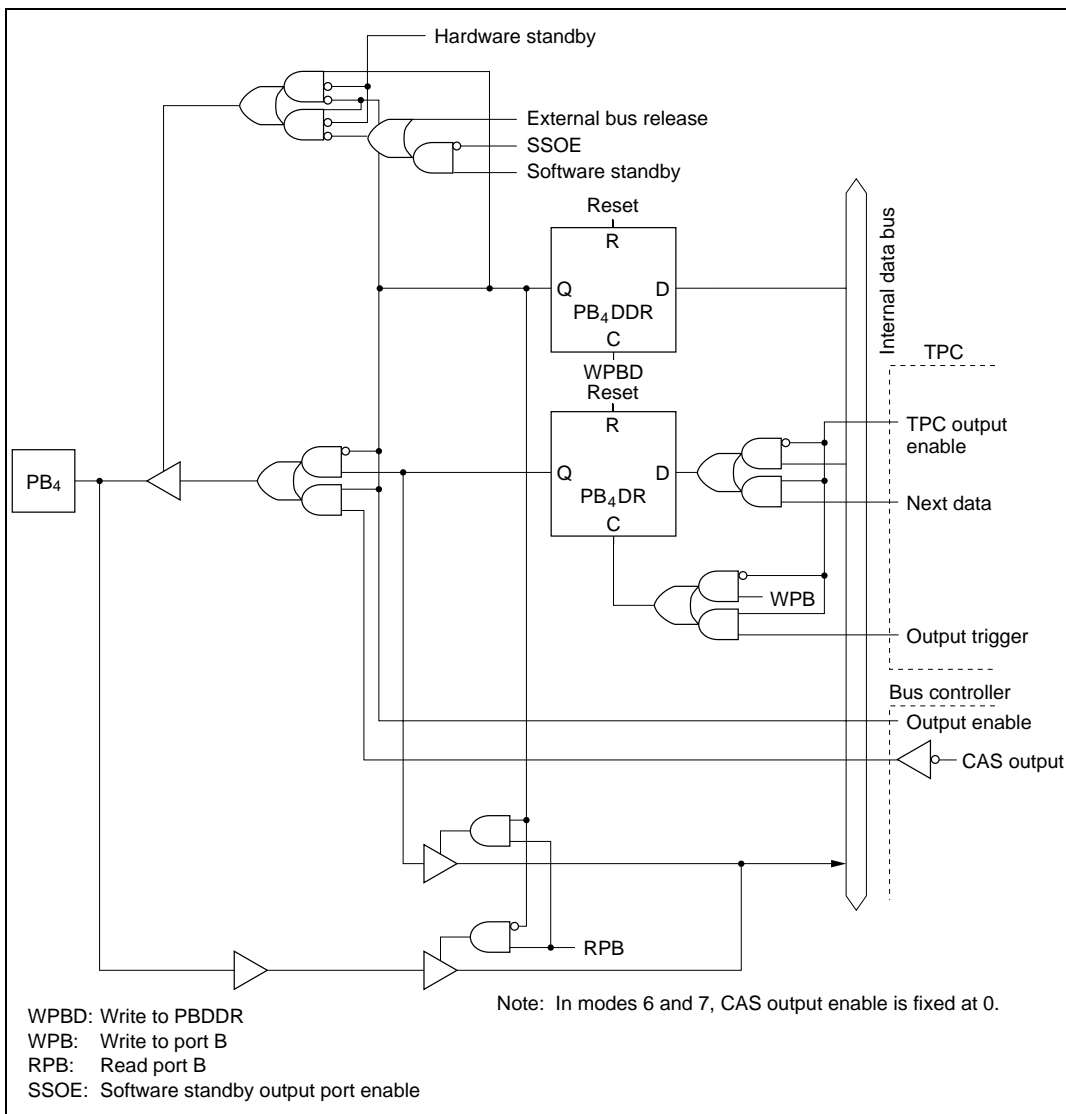 Hardware standby
External bus release
SSOE
Software standby
Reset
R
Q
D
PB4DDR
C
WPBD
Internal data bus
TPC
Reset
R
Q
D
PB4DR
C
TPC output
enable
Next data
PB4
WPB
Output trigger
Bus controller
Output enable
CAS output
RPB
Note: In modes 6 and 7, CAS output enable is fixed at 0.
WPBD: Write to PBDDR
WPB: Write to port B
RPB: Read port B
SSOE: Software standby output port enable